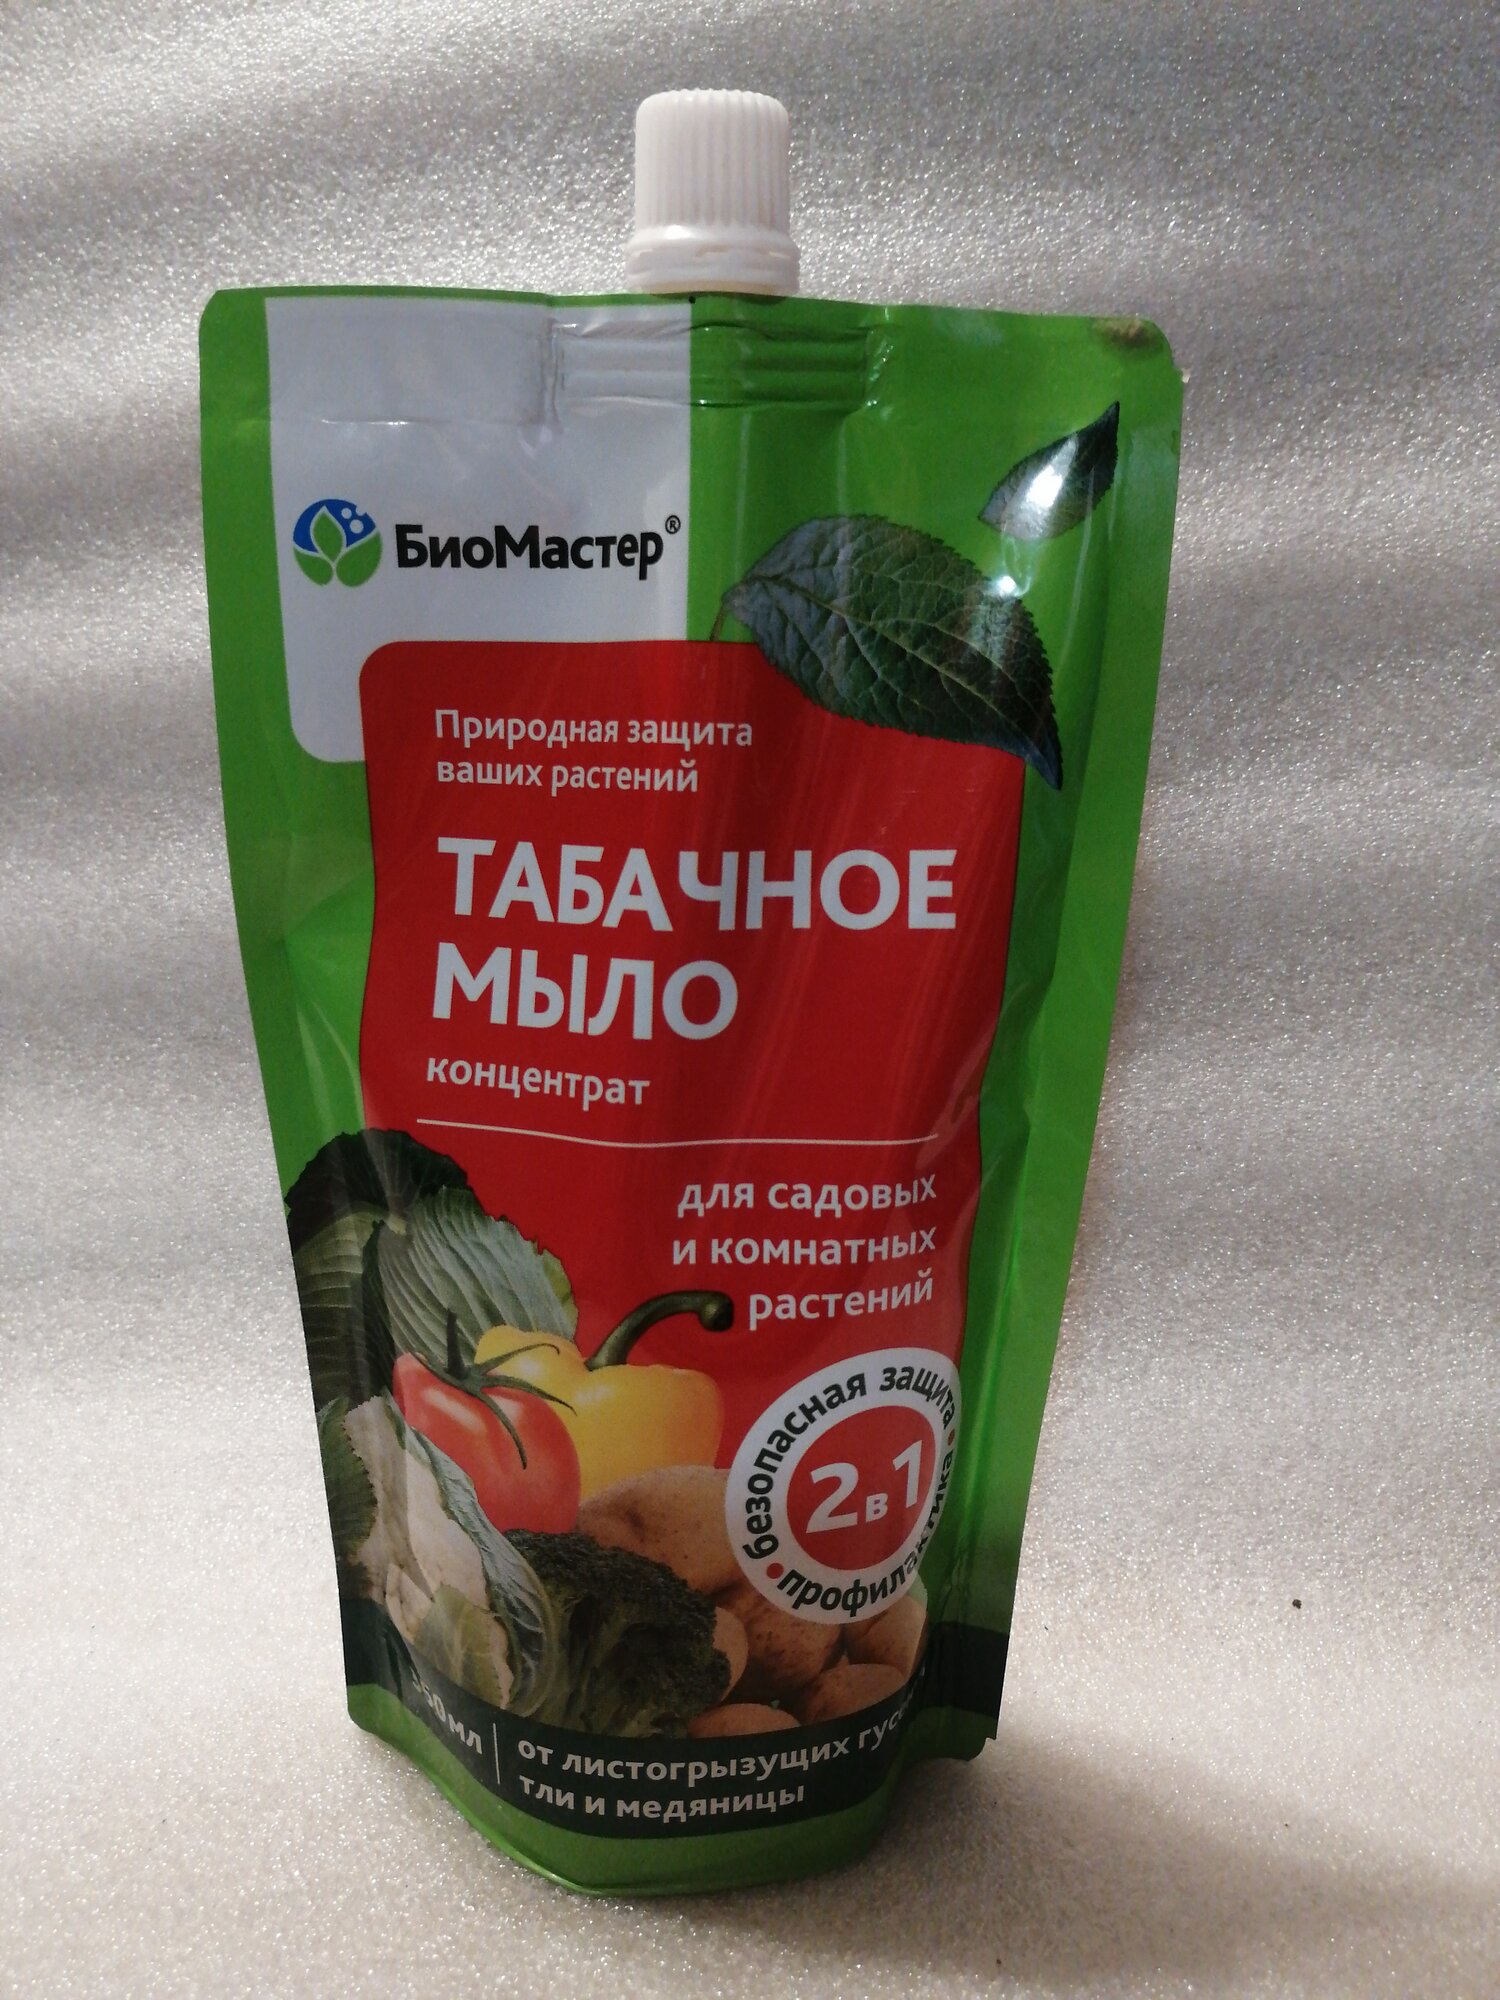 БиоМастер®
Природная защита
ваших растений
ТАБАЧНОЕ
МЫЛО
концентрат
для садовых
и комнатных
растений
безопасная защита
2в1
профилактика
от листогрызущих
тли и медяницы